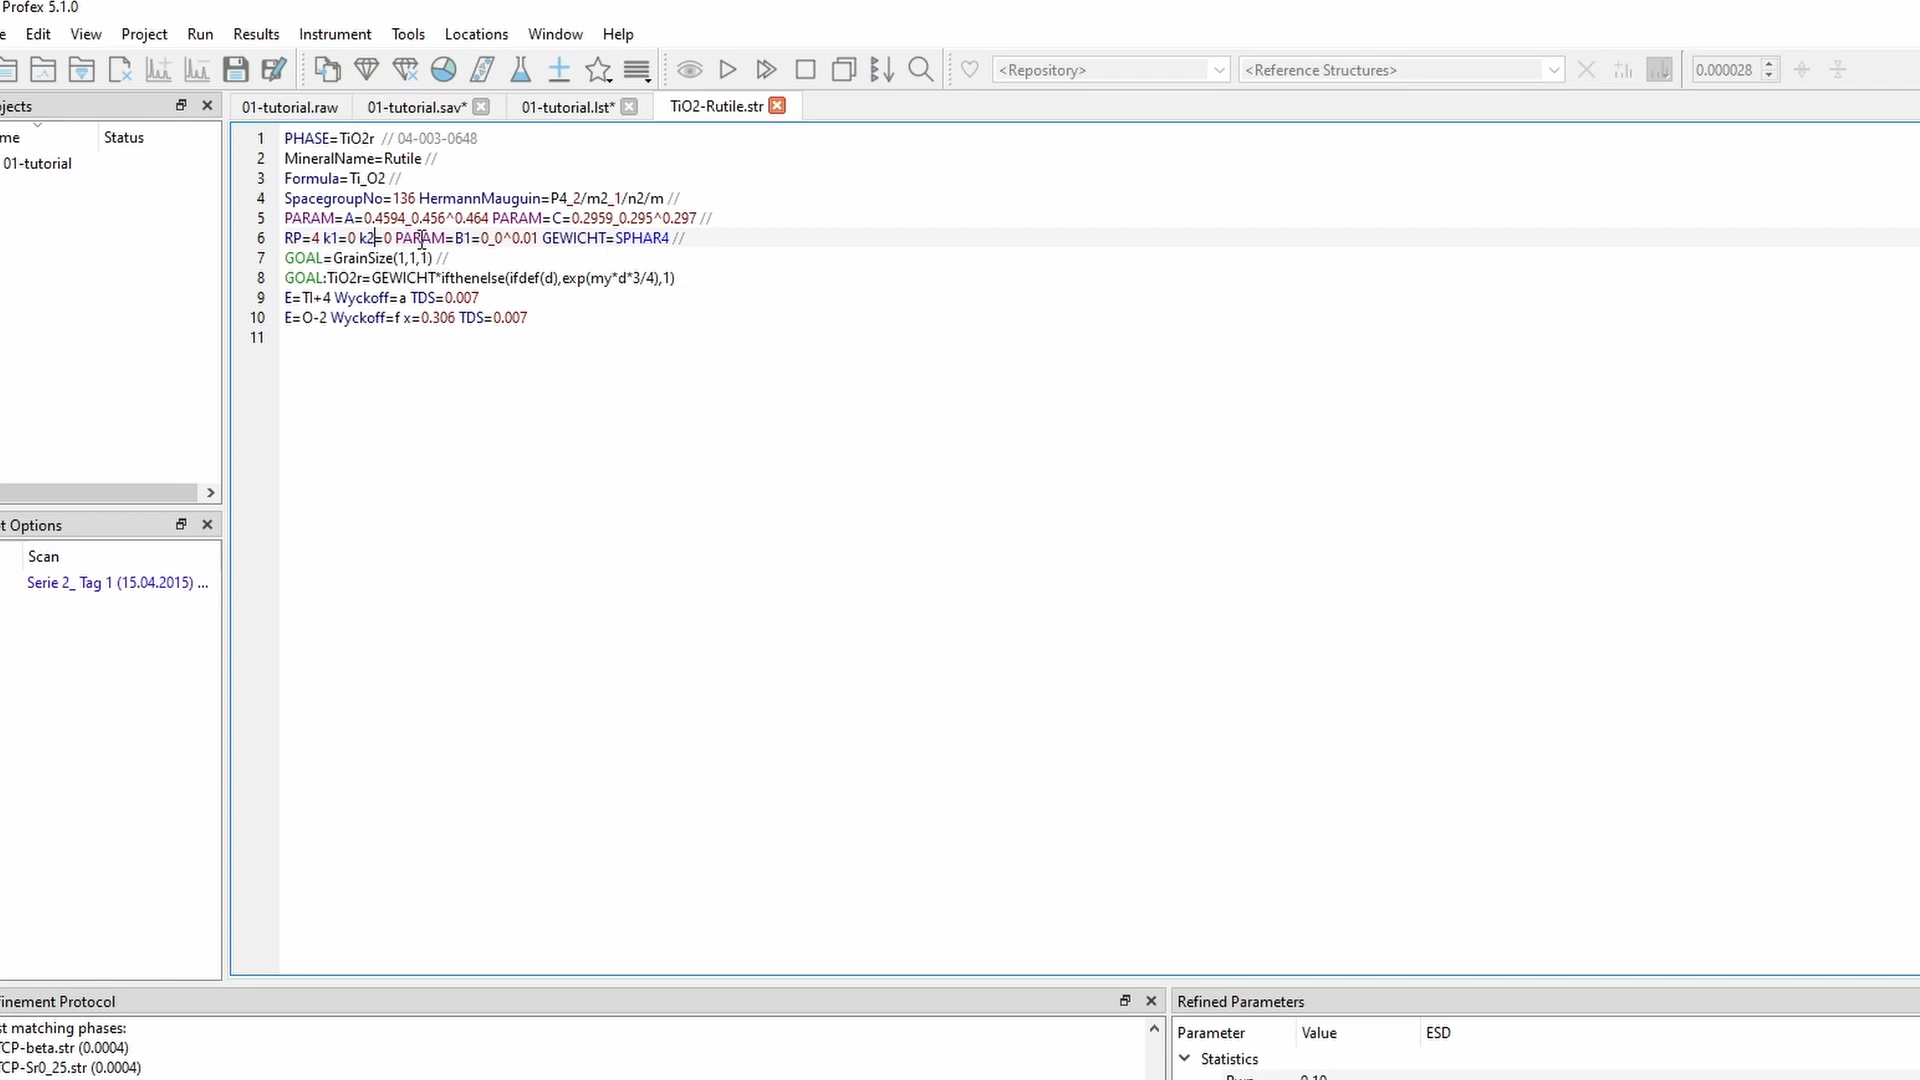 Profex 5.1.0
e Edit View Project Run Results Instrument Tools Locations Window Help
<Repository> <Reference Structures> 0.000028
ojects
01-tutorial.raw 01-tutorial.sav* 01-tutorial.lst* TiO2-Rutile.str
me Status
01-tutorial
1 PHASE=TiO2r // 04-003-0648
2 MineralName=Rutile //
3 Formula=Ti_O2 //
4 SpacegroupNo=136 HermannMauguin=P4_2/m2_1/n2/m //
5 PARAM=A=0.4594_0.456^0.464 PARAM=C=0.2959_0.295^0.297 //
6 RP=4 k1=0 k2=0 PARAM=B1=0_0^0.01 GEWICHT=SPHAR4 //
7 GOAL=GrainSize(1,1,1) //
8 GOAL:TiO2r=GEWICHT*ifthenelse(ifdef(d),exp(my*d*3/4),1)
9 E=TI+4 Wyckoff=a TDS=0.007
10 E=O-2 Wyckoff=f x=0.306 TDS=0.007
11
ot Options
Scan
Serie 2_ Tag 1 (15.04.2015) ...
finement Protocol
st matching phases:
TCP-beta.str (0.0004)
TCP-Sr0_25.str (0.0004)
Refined Parameters
Parameter Value ESD
Statistics